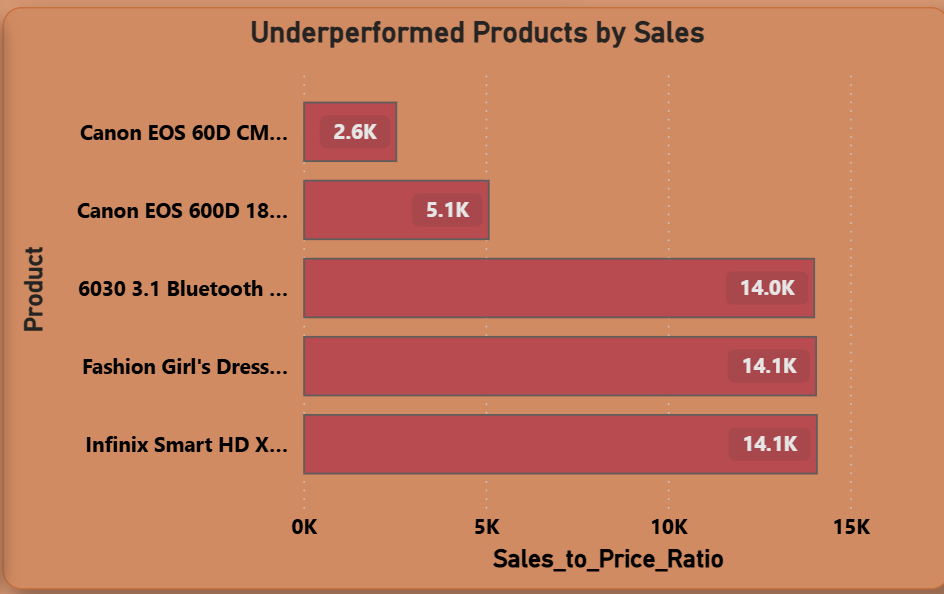 Underperformed Products by Sales
Product
Canon EOS 60D CM... 2.6K
Canon EOS 600D 18... 5.1K
6030 3.1 Bluetooth ... 14.0K
Fashion Girl's Dress... 14.1K
Infinix Smart HD X... 14.1K
0K 5K 10K 15K
Sales_to_Price_Ratio